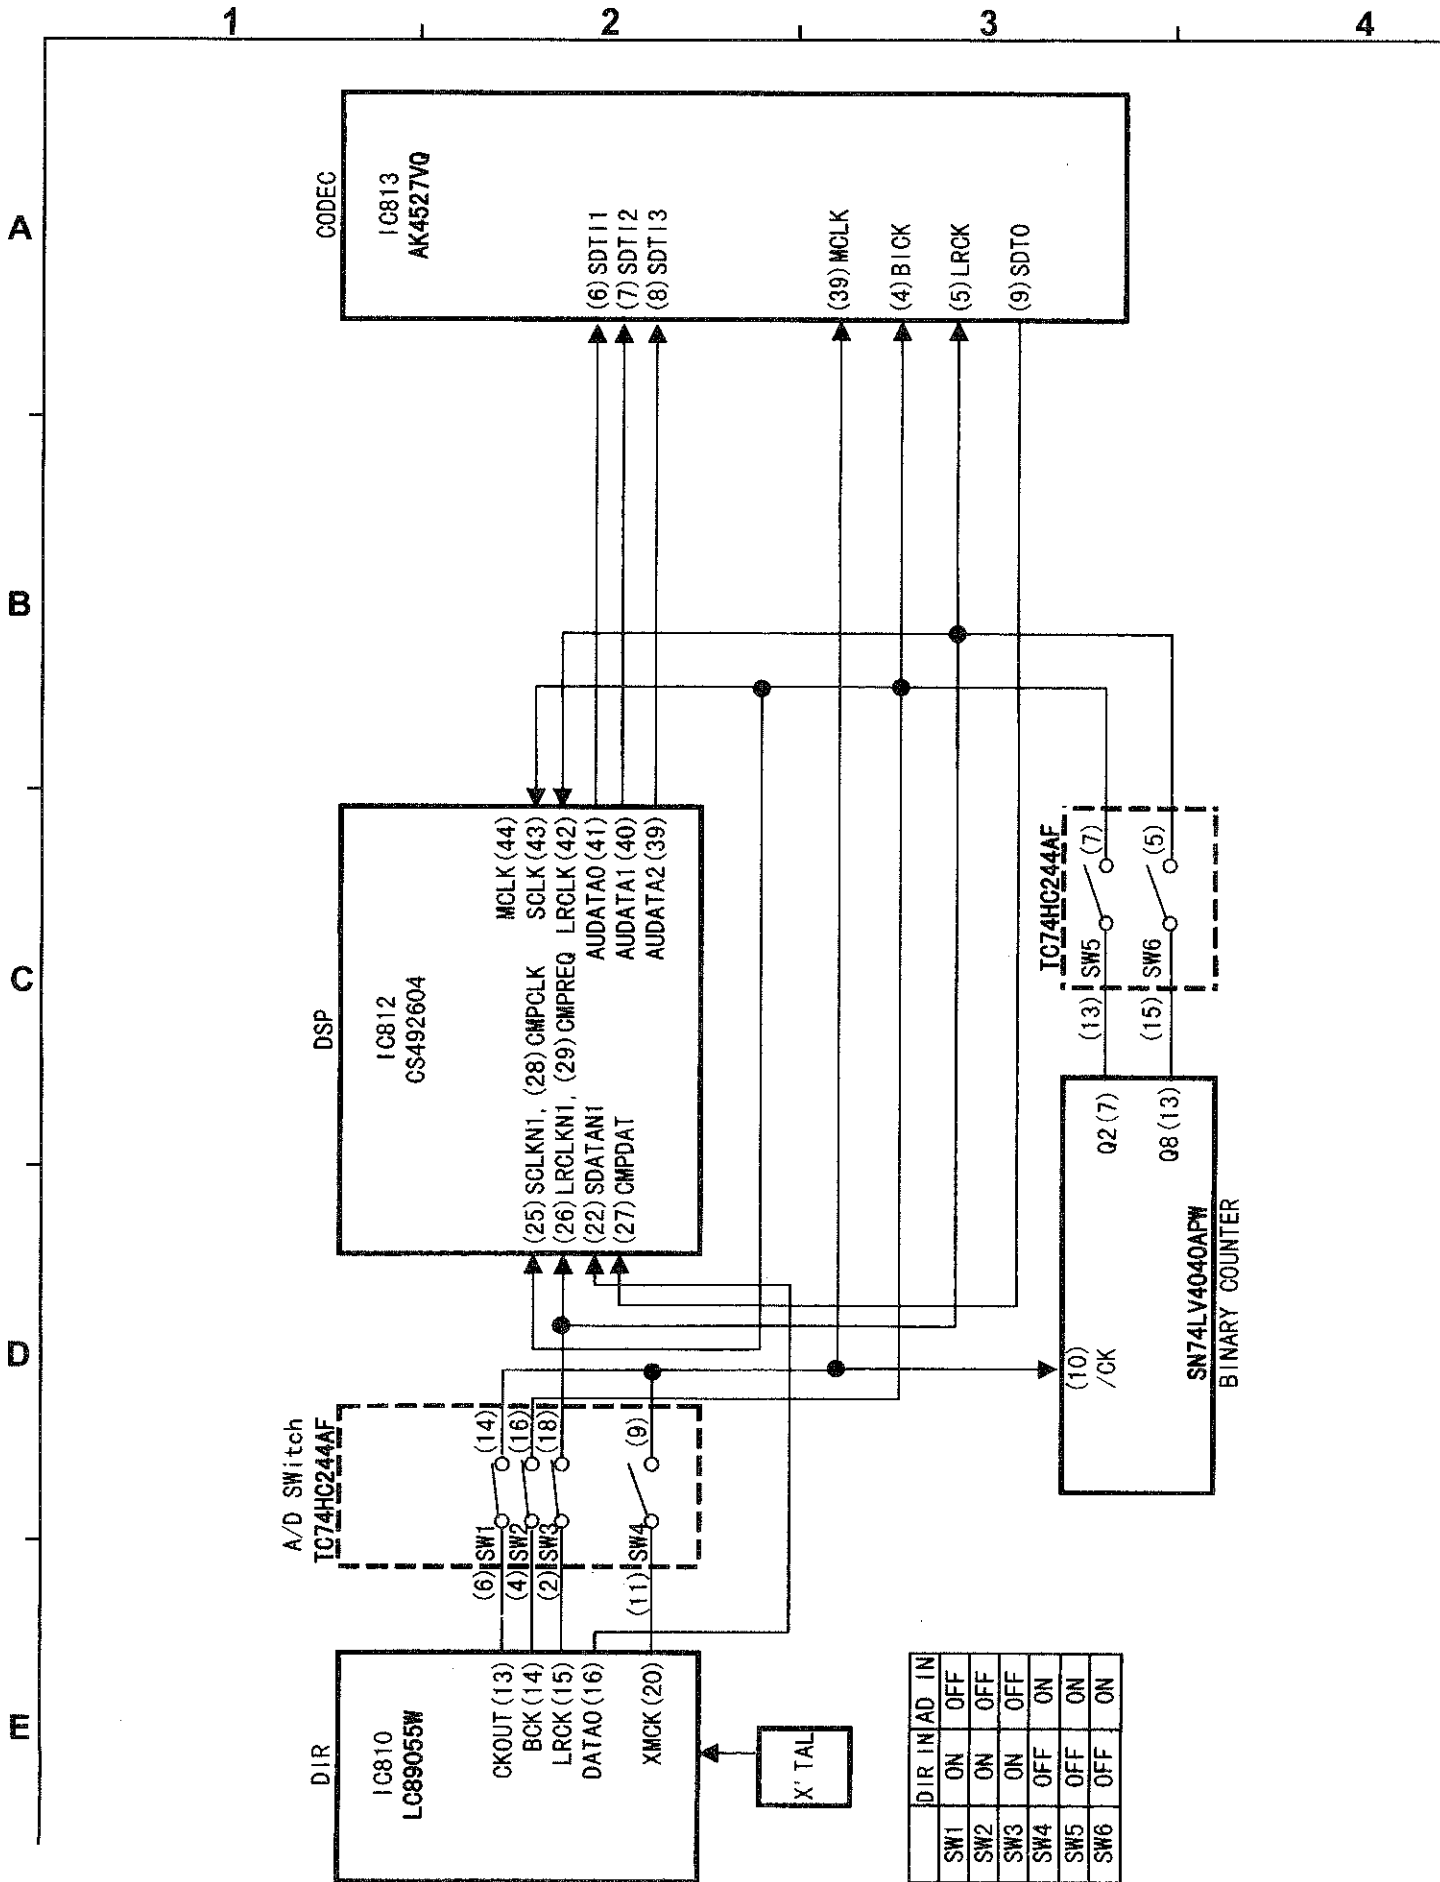 1
2
3
4
A
B
C
D
E
CODEC
IC813
AK4527VQ
(6)SDTI1
(7)SDTI2
(8)SDTI3
(39)MCLK
(4)BICK
(5)LRCK
(9)SDTO
DSP
IC812
CS492604
MCLK(44)
(25)SCLKN1, (28)CMPCLK SCLK(43)
(26)LRCLKN1, (29)CMPREQ LRCLK(42)
(22)SDATAN1 AUDATA0(41)
(27)CMPDAT AUDATA1(40)
AUDATA2(39)
TC74HC244AF
(13) SW5 (7)
(15) SW6 (5)
Q2(7)
Q8(13)
(10)
/CK
SN74LV4040APW
BINARY COUNTER
A/D SWitch
TC74HC244AF
(6) SW1 (14)
(4) SW2 (16)
(2) SW3 (18)
(11) SW4 (9)
DIR
IC810
LC89055W
CKOUT(13)
BCK(14)
LRCK(15)
DATAO(16)
XMCK(20)
X'TAL
DIR IN AD IN
SW1 ON OFF
SW2 ON OFF
SW3 ON OFF
SW4 OFF ON
SW5 OFF ON
SW6 OFF ON